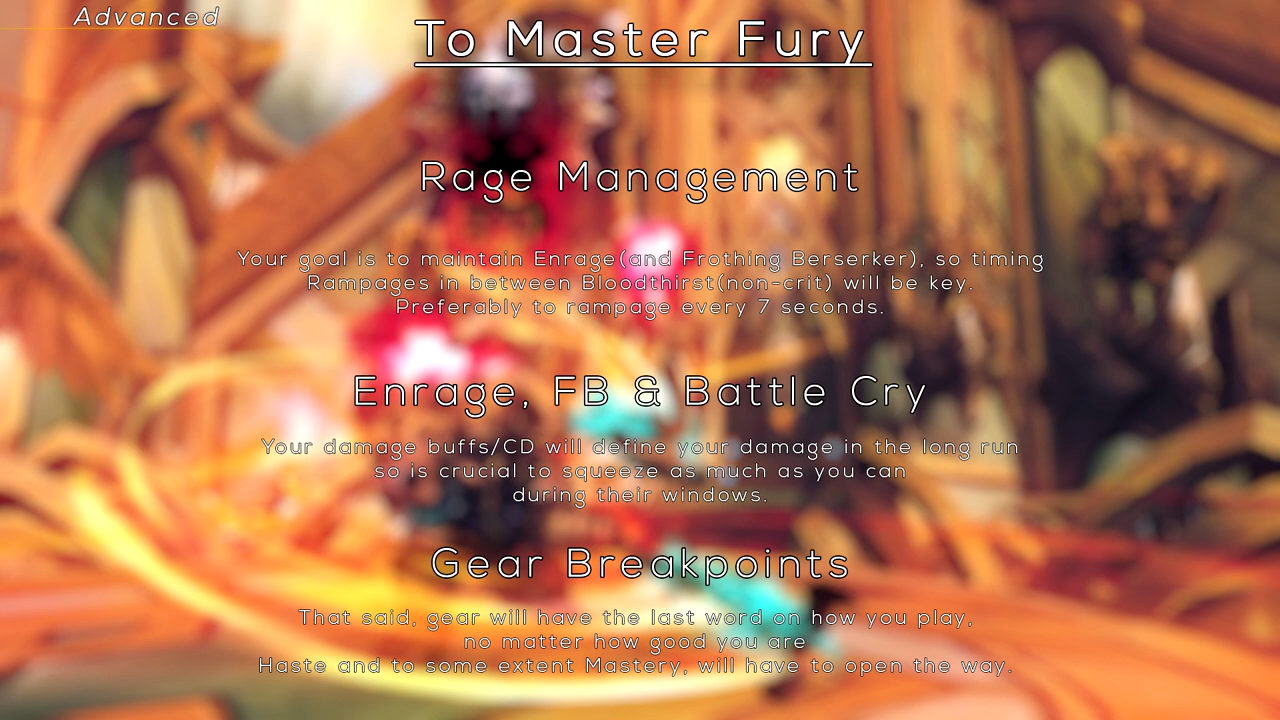 Advanced
To Master Fury
Rage Management
Your goal is to maintain Enrage(and Frothing Berserker), so timing
Rampages in between Bloodthirst(non-crit) will be key.
Preferably to rampage every 7 seconds.
Enrage, FB & Battle Cry
Your damage buffs/CD will define your damage in the long run
so is crucial to squeeze as much as you can
during their windows.
Gear Breakpoints
That said, gear will have the last word on how you play,
no matter how good you are
Haste and to some extent Mastery, will have to open the way.